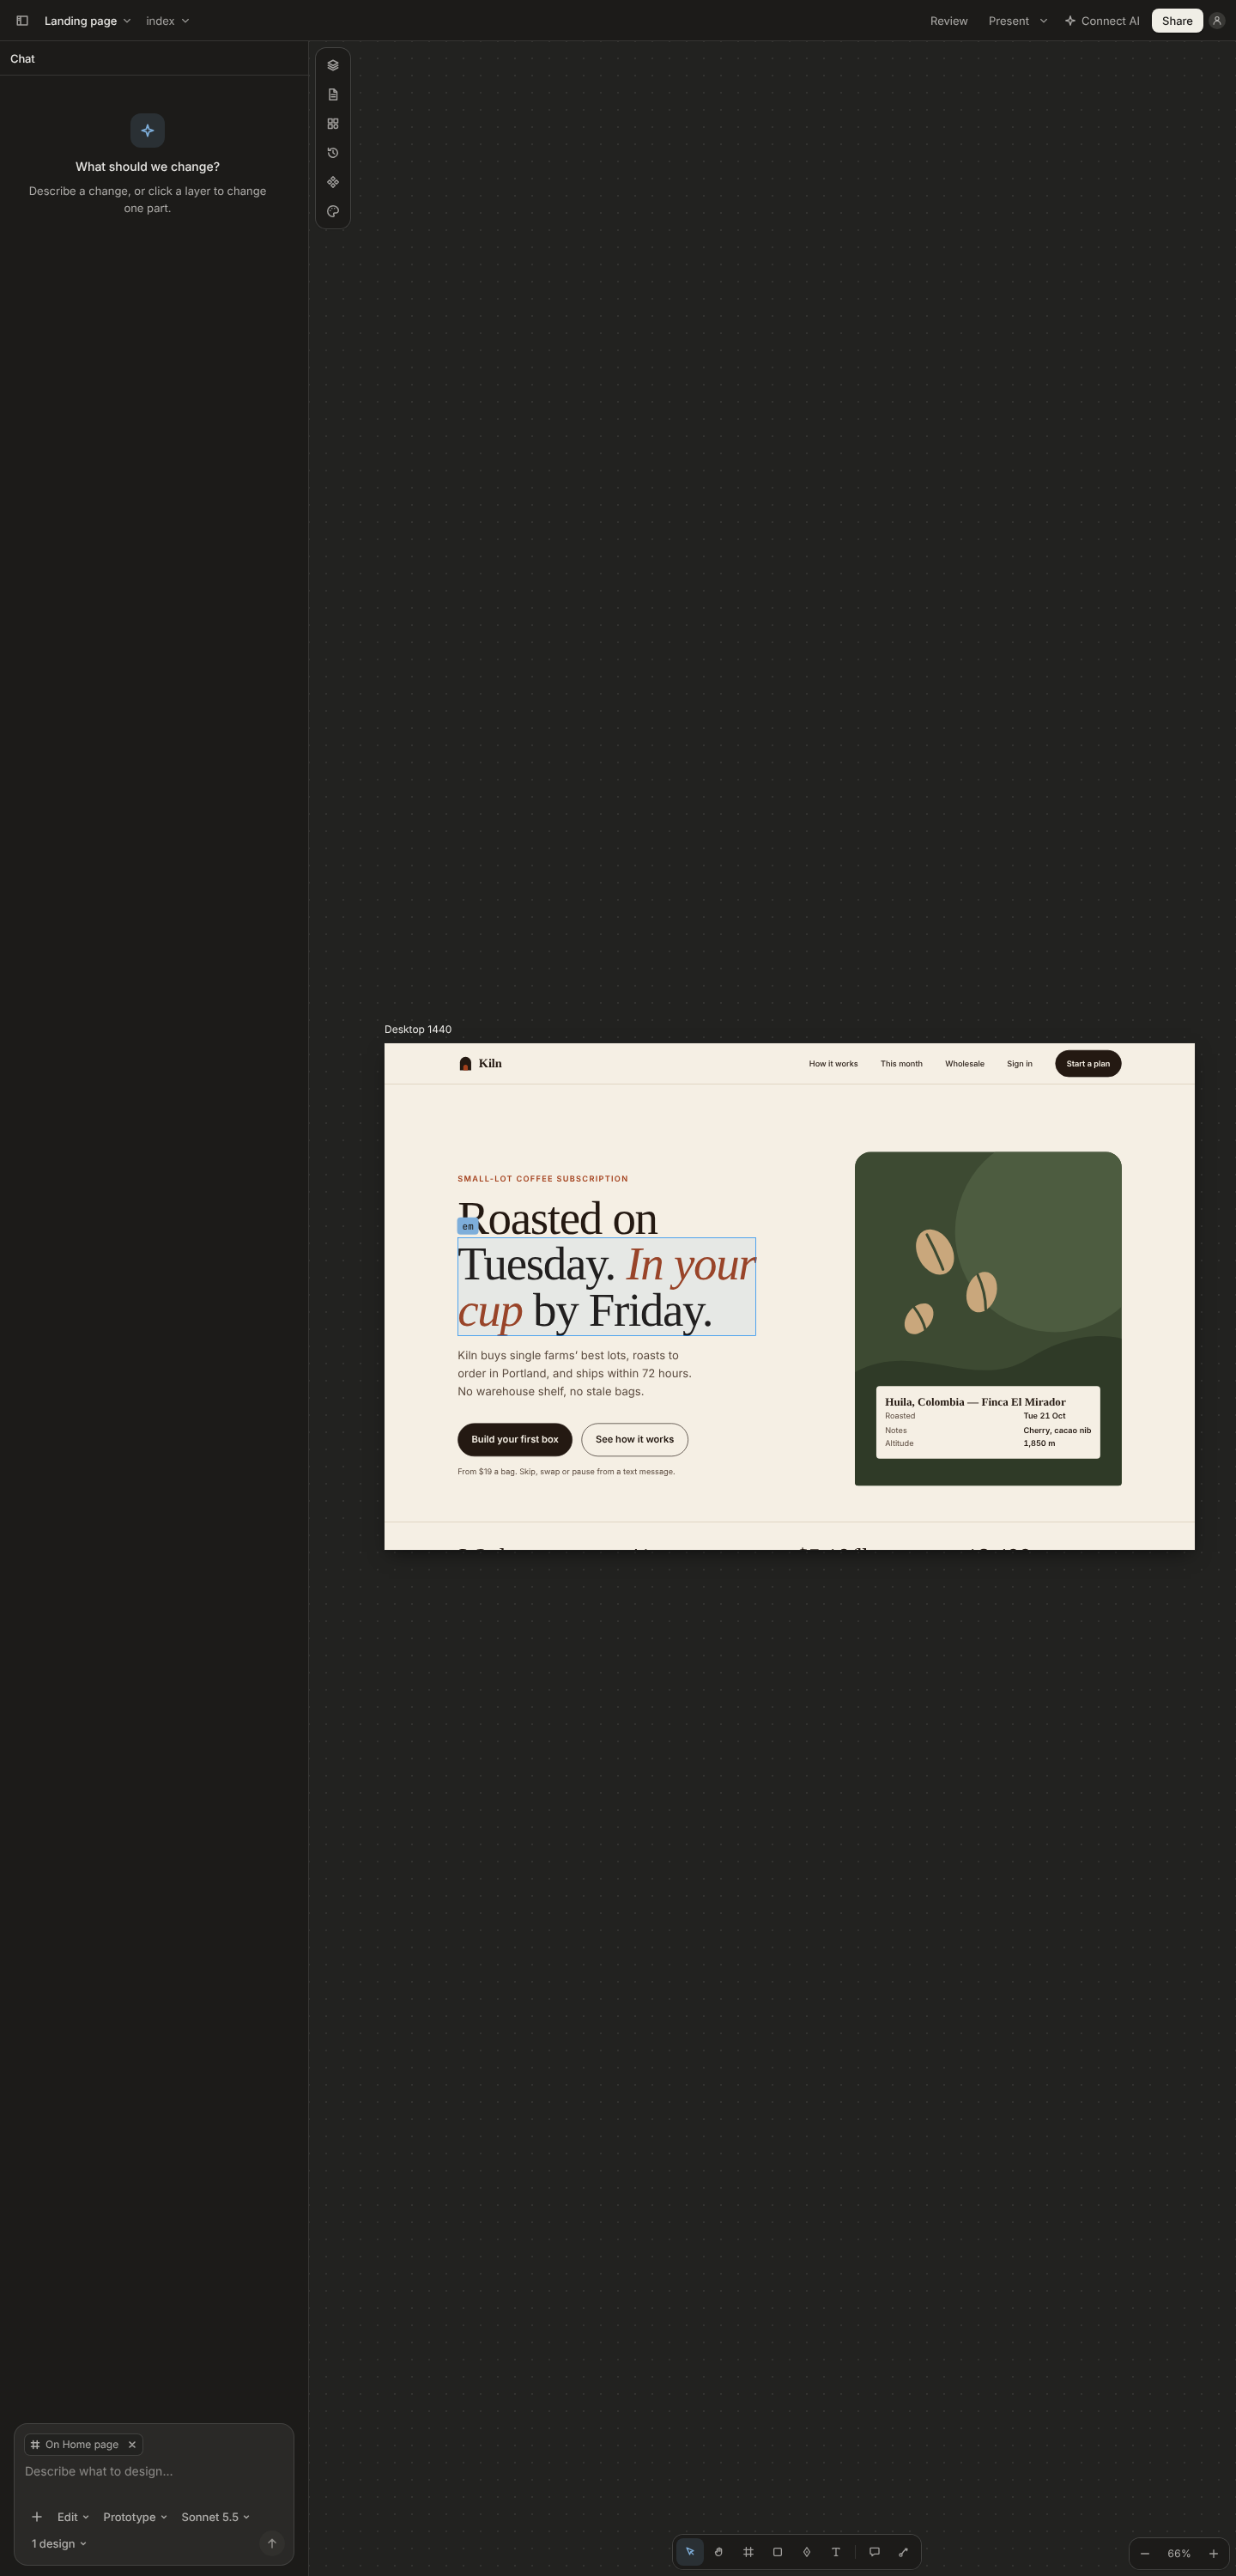 Landing page
index
Review
Present
Connect AI
Share
Chat
What should we change?
Describe a change, or click a layer to change
one part.
Desktop 1440
Kiln
How it works
This month
Wholesale
Sign in
Start a plan
SMALL-LOT COFFEE SUBSCRIPTION
Roasted on
em
Tuesday. In your
cup by Friday.
Kiln buys single farms’ best lots, roasts to
order in Portland, and ships within 72 hours.
No warehouse shelf, no stale bags.
Build your first box
See how it works
From $19 a bag. Skip, swap or pause from a text message.
Huila, Colombia — Finca El Mirador
Roasted Tue 21 Oct
Notes Cherry, cacao nib
Altitude 1,850 m
On Home page
Describe what to design...
Edit
Prototype
Sonnet 5.5
1 design
66%